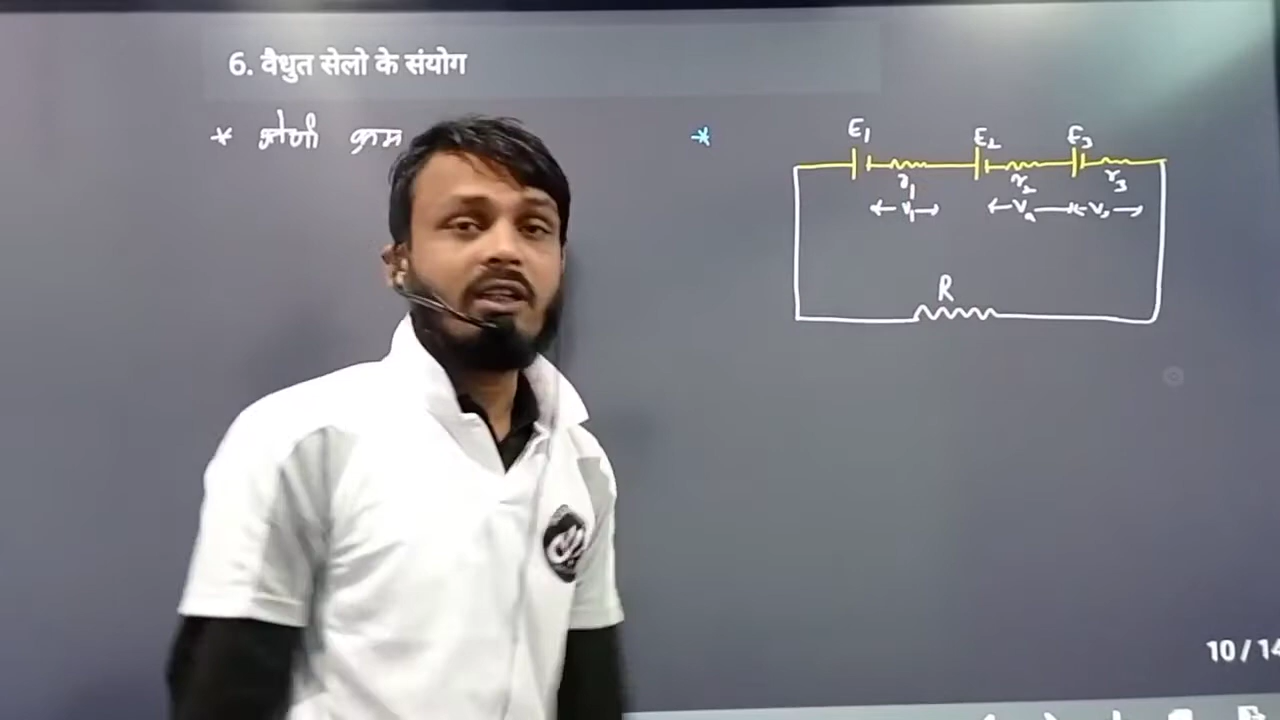 6. वैधुत सेलो के संयोग
* श्रेणी क्रम
*
E₁ E₂ E₃
r₁ r₂ r₃
V₁ V₂ V₃
R
10/14